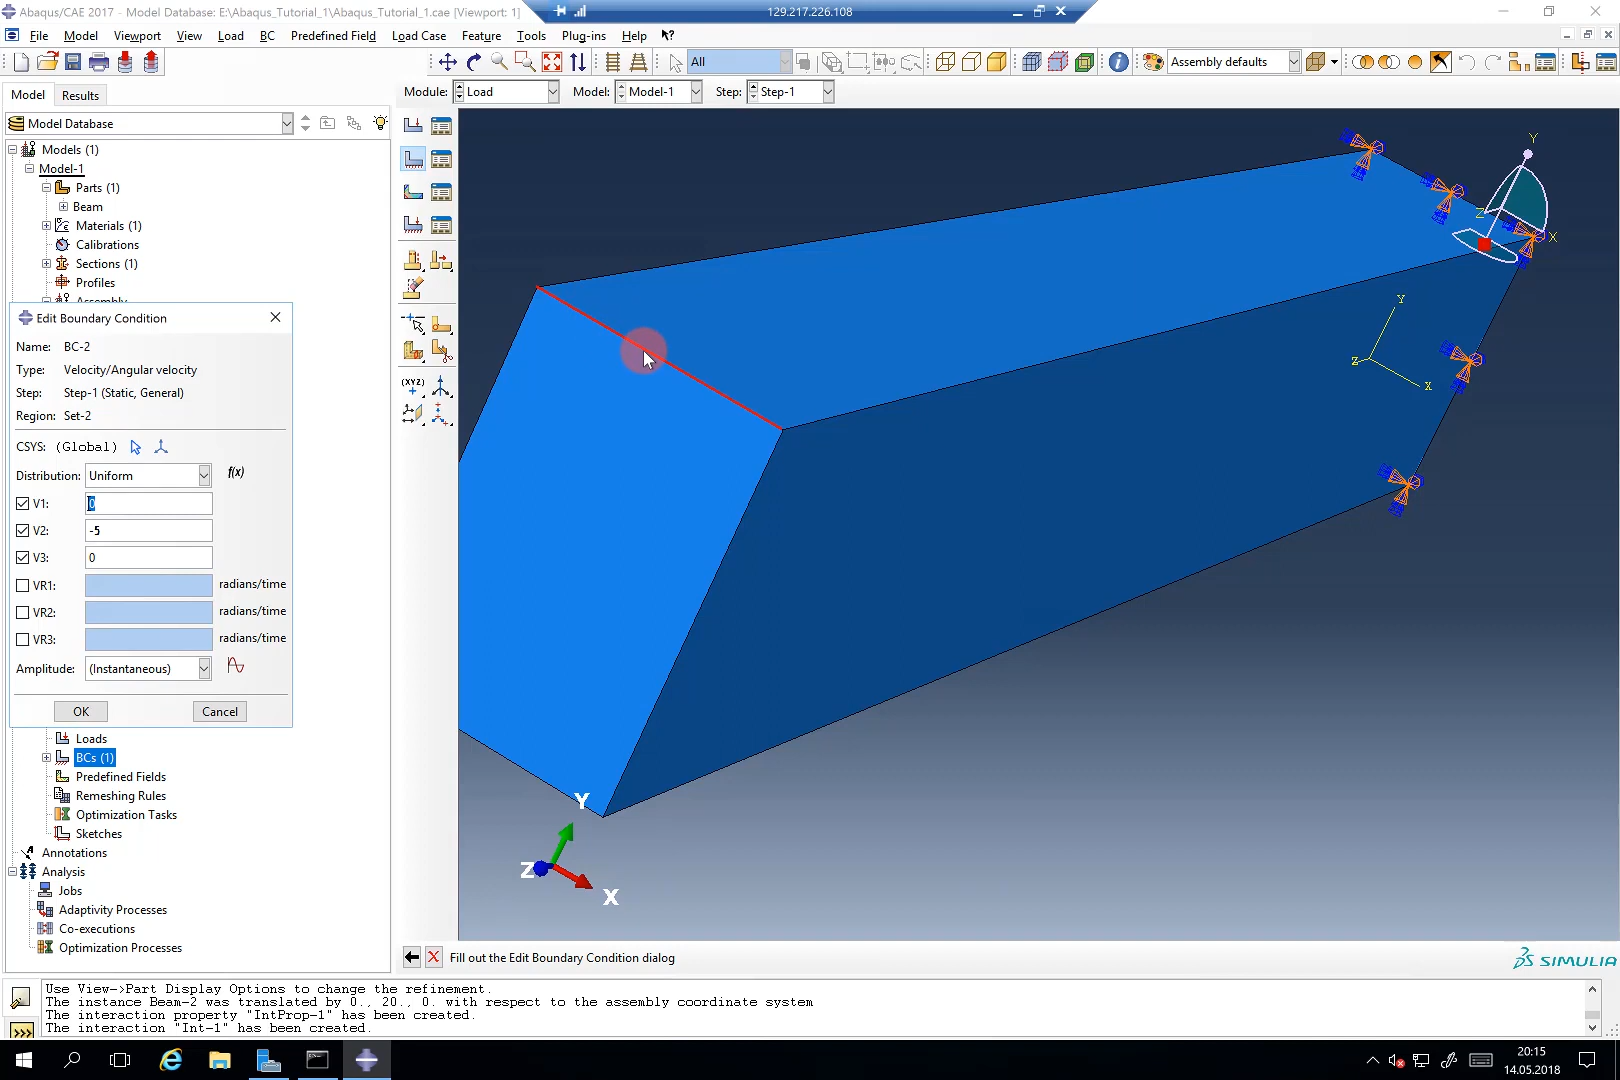 Abaqus/CAE 2017 - Model Database: E:\Abaqus_Tutorial_1\Abaqus_Tutorial_1.cae [Viewport: 1]
129.217.226.108
File Model Viewport View Load BC Predefined Field Load Case Feature Tools Plug-ins Help
All
Assembly defaults
Model Results
Module: Load Model: Model-1 Step: Step-1
Model Database
Models (1)
Model-1
Parts (1)
Beam
Materials (1)
Calibrations
Sections (1)
Profiles
Assembly
Edit Boundary Condition
Name: BC-2
Type: Velocity/Angular velocity
Step: Step-1 (Static, General)
Region: Set-2
CSYS: (Global)
Distribution: Uniform f(x)
V1: 0
V2: -5
V3: 0
VR1: radians/time
VR2: radians/time
VR3: radians/time
Amplitude: (Instantaneous)
OK Cancel
Loads
BCs (1)
Predefined Fields
Remeshing Rules
Optimization Tasks
Sketches
Annotations
Analysis
Jobs
Adaptivity Processes
Co-executions
Optimization Processes
(XYZ)
Y
Z
X
Y
Z
X
Y
Z
X
Fill out the Edit Boundary Condition dialog
SIMULIA
Use View->Part Display Options to change the refinement.
The instance Beam-2 was translated by 0., 20., 0. with respect to the assembly coordinate system
The interaction property "IntProp-1" has been created.
The interaction "Int-1" has been created.
>>>
20:15
14.05.2018